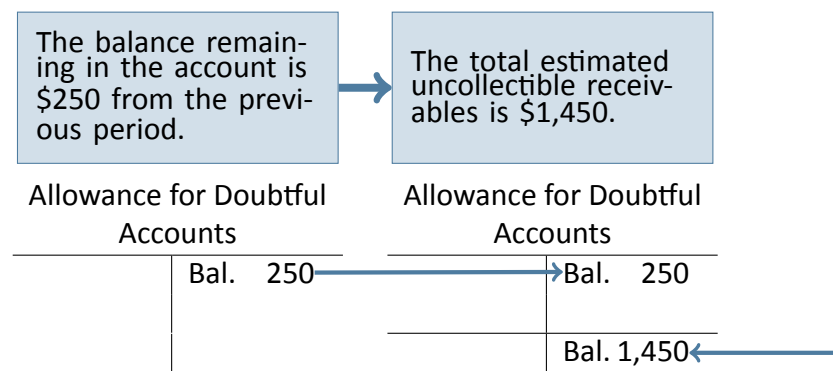 The balance remain-
ing in the account is
$250 from the previ-
ous period.
The total estimated
uncollectible receiv-
ables is $1,450.
Allowance for Doubtful
Accounts
Bal. 250
Allowance for Doubtful
Accounts
Bal. 250
Bal. 1,450